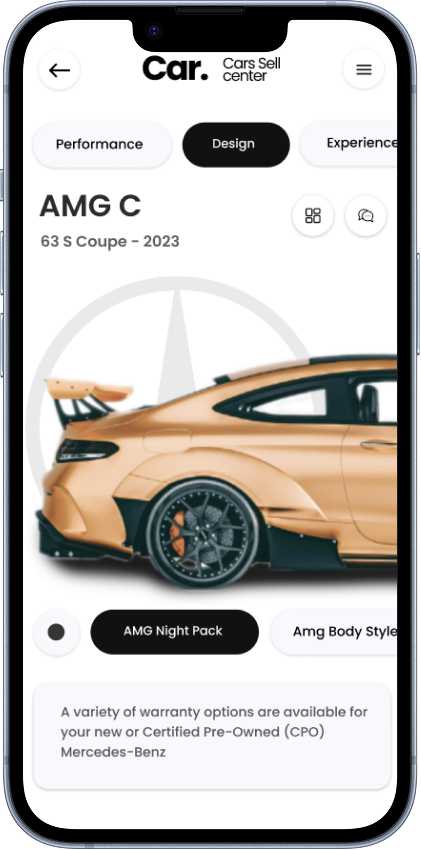 Car.
Cars Sell
center
Performance
Design
Experience
AMG C
63 S Coupe - 2023
AMG Night Pack
Amg Body Style
A variety of warranty options are available for
your new or Certified Pre-Owned (CPO)
Mercedes-Benz